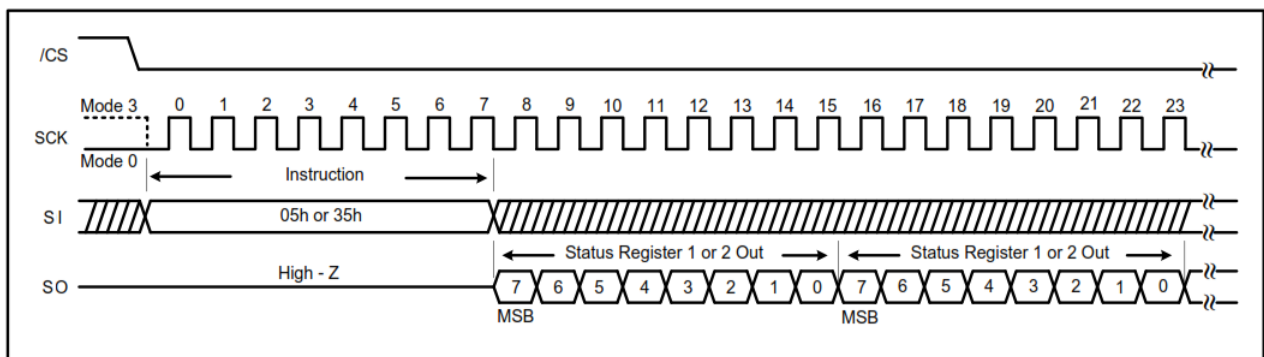 /CS
Mode 3 0 1 2 3 4 5 6 7 8 9 10 11 12 13 14 15 16 17 18 19 20 21 22 23
SCK
Mode 0
Instruction
SI 05h or 35h
Status Register 1 or 2 Out Status Register 1 or 2 Out
High - Z
SO 7 6 5 4 3 2 1 0 7 6 5 4 3 2 1 0
MSB MSB